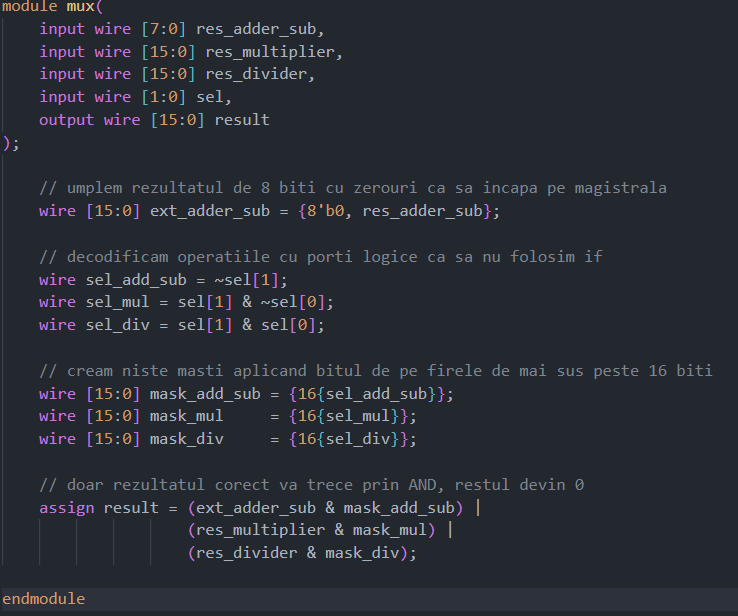 module mux(
    input wire [7:0] res_adder_sub,
    input wire [15:0] res_multiplier,
    input wire [15:0] res_divider,
    input wire [1:0] sel,
    output wire [15:0] result
);
    // umplem rezultatul de 8 biti cu zerouri ca sa incapa pe magistrala
    wire [15:0] ext_adder_sub = {8'b0, res_adder_sub};
    // decodificam operatiile cu porti logice ca sa nu folosim if
    wire sel_add_sub = ~sel[1];
    wire sel_mul = sel[1] & ~sel[0];
    wire sel_div = sel[1] & sel[0];
    // cream niste masti aplicand bitul de pe firele de mai sus peste 16 biti
    wire [15:0] mask_add_sub = {16{sel_add_sub}};
    wire [15:0] mask_mul     = {16{sel_mul}};
    wire [15:0] mask_div     = {16{sel_div}};
    // doar rezultatul corect va trece prin AND, restul devin 0
    assign result = (ext_adder_sub & mask_add_sub) |
                    (res_multiplier & mask_mul) |
                    (res_divider & mask_div);
endmodule